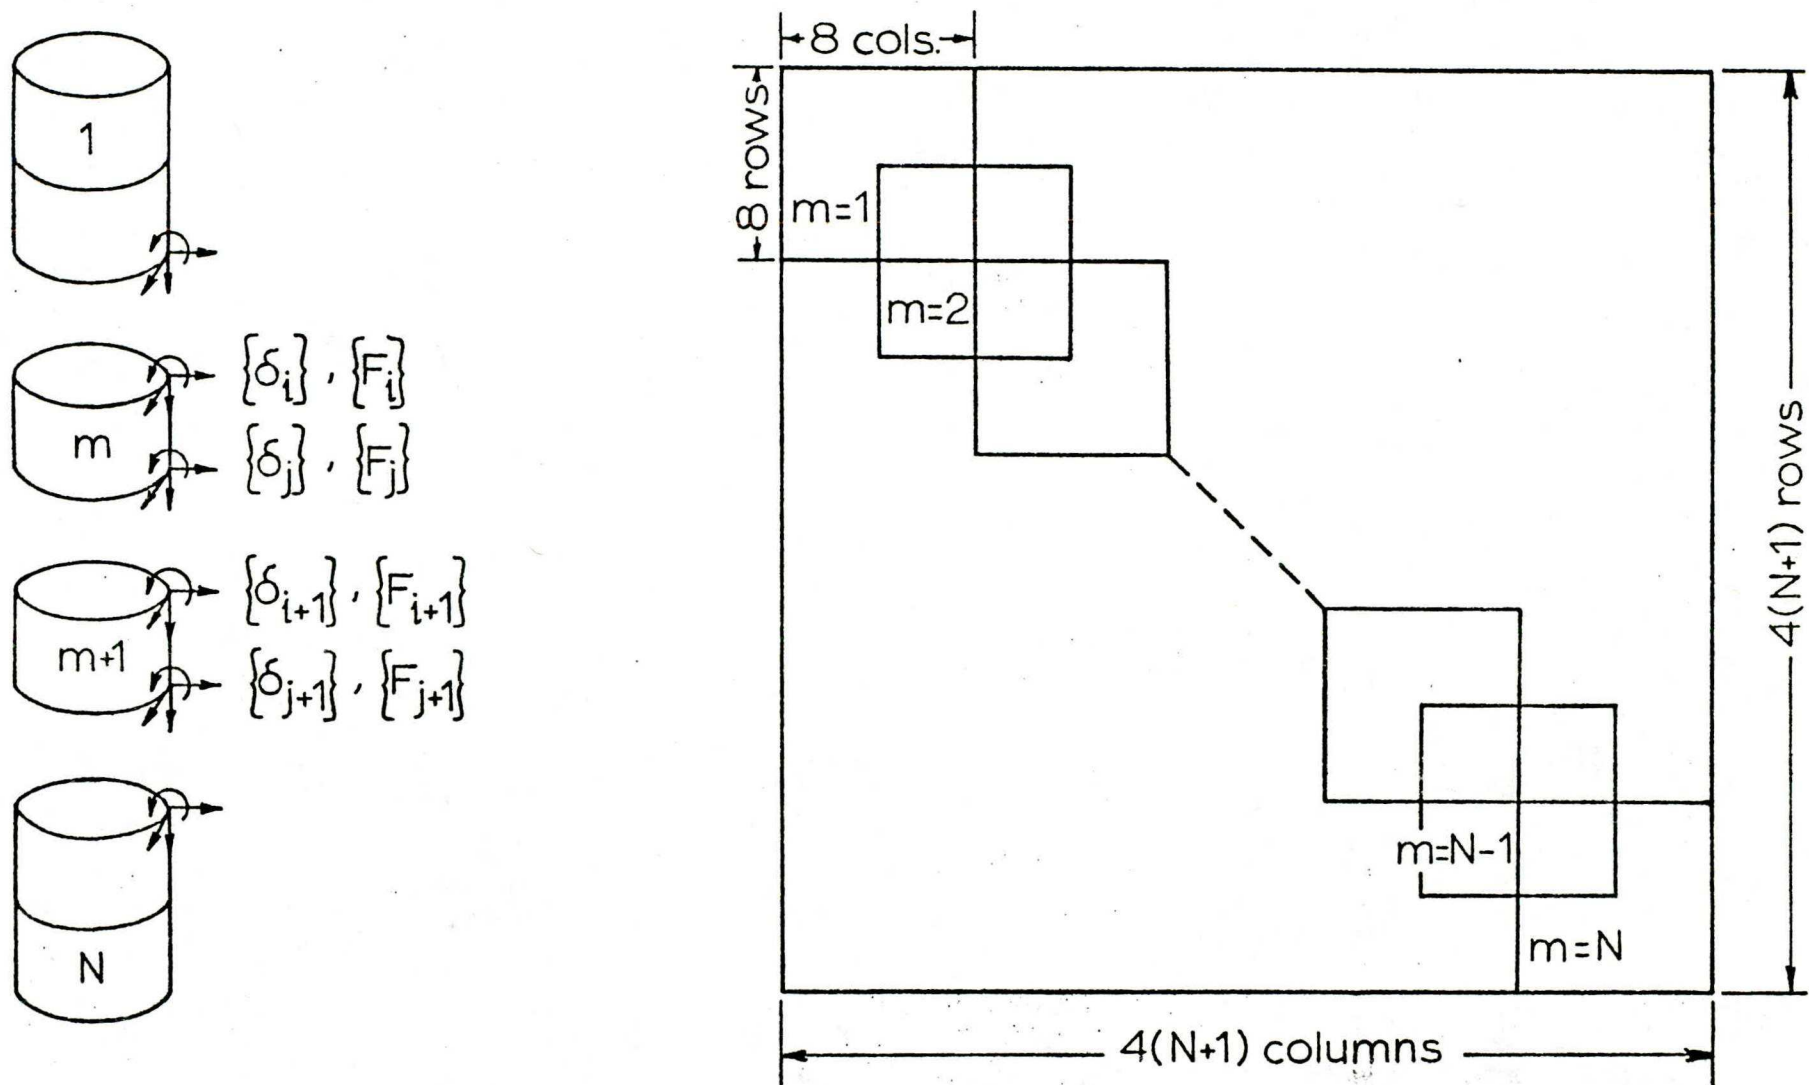 1
m
{δi} , {Fi}
{δj} , {Fj}
m+1
{δi+1} , {Fi+1}
{δj+1} , {Fj+1}
N
8 cols.
8 rows
m=1
m=2
m=N-1
m=N
4(N+1) rows
4(N+1) columns